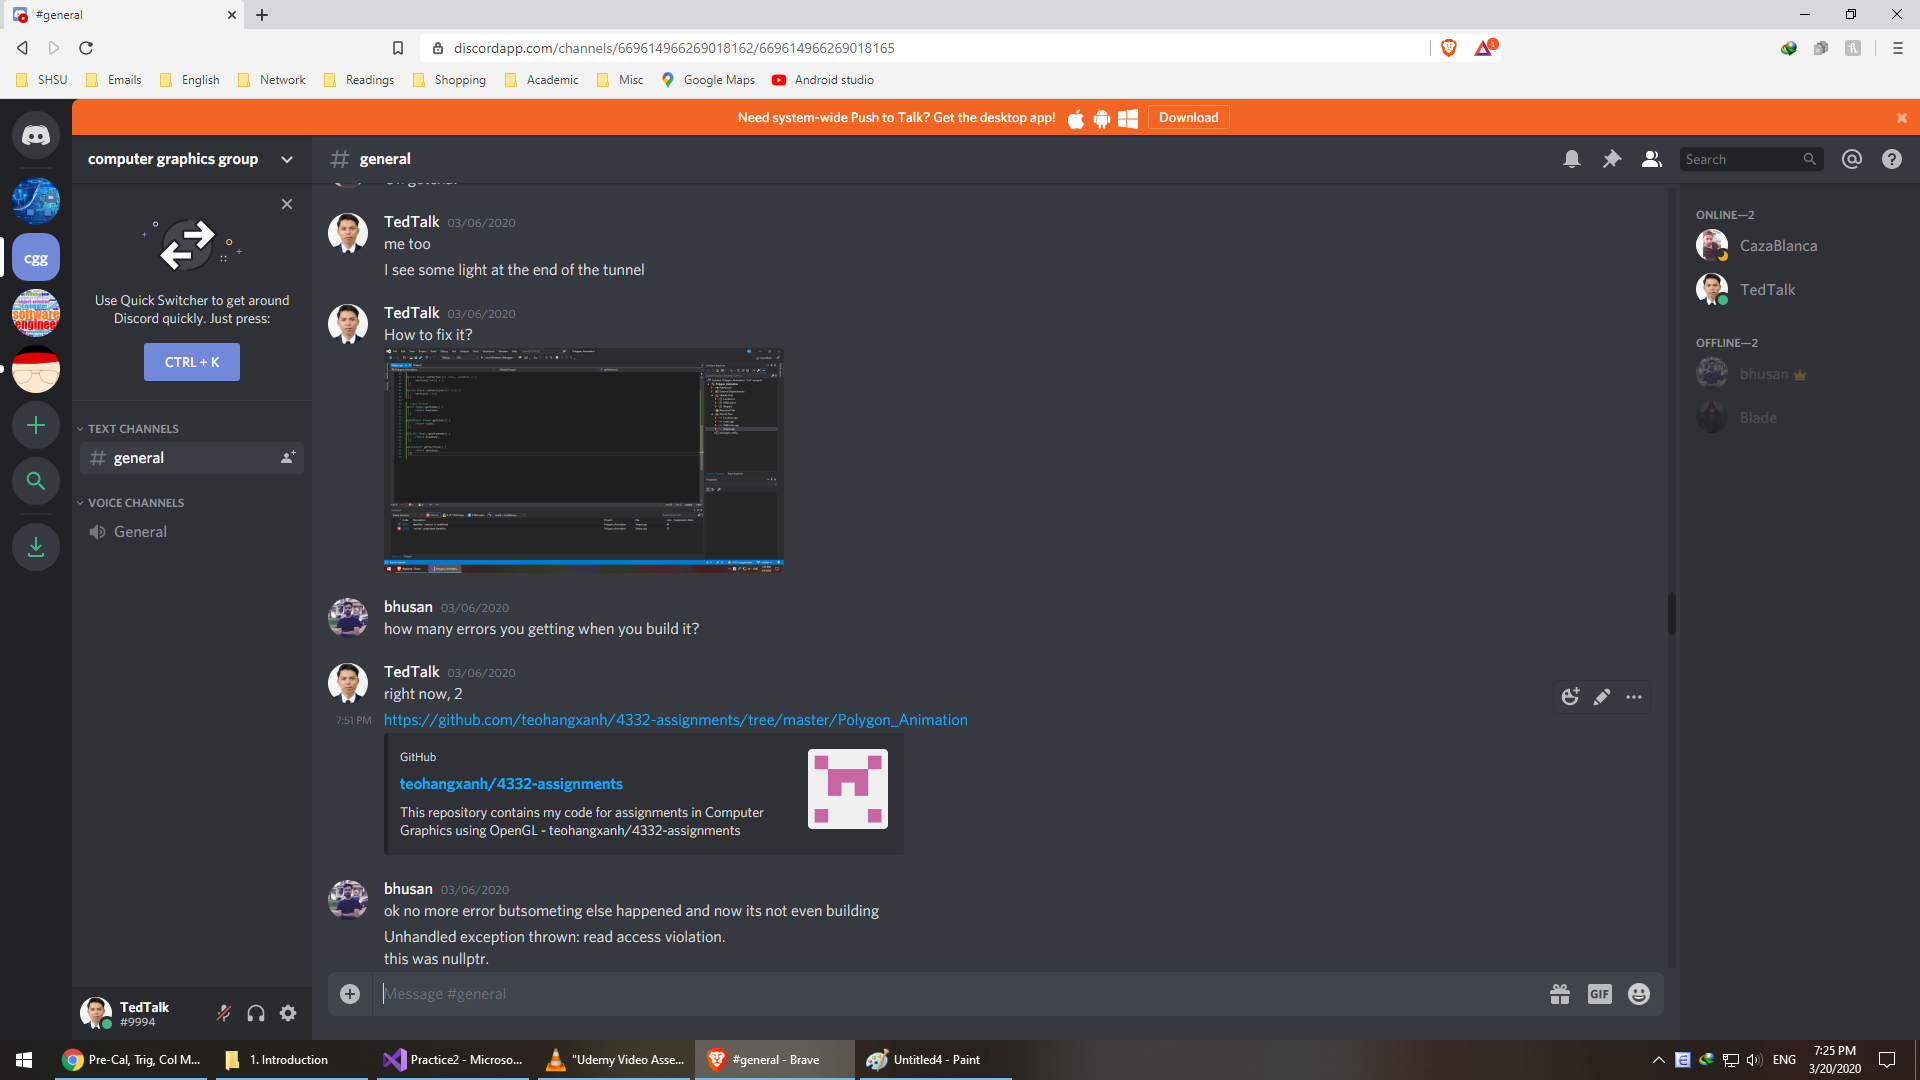 #general
discordapp.com/channels/669614966269018162/669614966269018165
1
SHSU
Emails
English
Network
Readings
Shopping
Academic
Misc
Google Maps
Android studio
Need system-wide Push to Talk? Get the desktop app!
Download
computer graphics group
general
Search
cgg
Use Quick Switcher to get around
Discord quickly. Just press:
CTRL + K
TEXT CHANNELS
general
VOICE CHANNELS
General
TedTalk
#9994
TedTalk 03/06/2020
me too
I see some light at the end of the tunnel
TedTalk 03/06/2020
How to fix it?
bhusan 03/06/2020
how many errors you getting when you build it?
TedTalk 03/06/2020
right now, 2
7:51 PM https://github.com/teohangxanh/4332-assignments/tree/master/Polygon_Animation
GitHub
teohangxanh/4332-assignments
This repository contains my code for assignments in Computer
Graphics using OpenGL - teohangxanh/4332-assignments
bhusan 03/06/2020
ok no more error butsometing else happened and now its not even building
Unhandled exception thrown: read access violation.
this was nullptr.
Message #general
GIF
ONLINE—2
CazaBlanca
TedTalk
OFFLINE—2
bhusan
Blade
Pre-Cal, Trig, Col M...
1. Introduction
Practice2 - Microso...
"Udemy Video Asse...
#general - Brave
Untitled4 - Paint
ENG
7:25 PM
3/20/2020